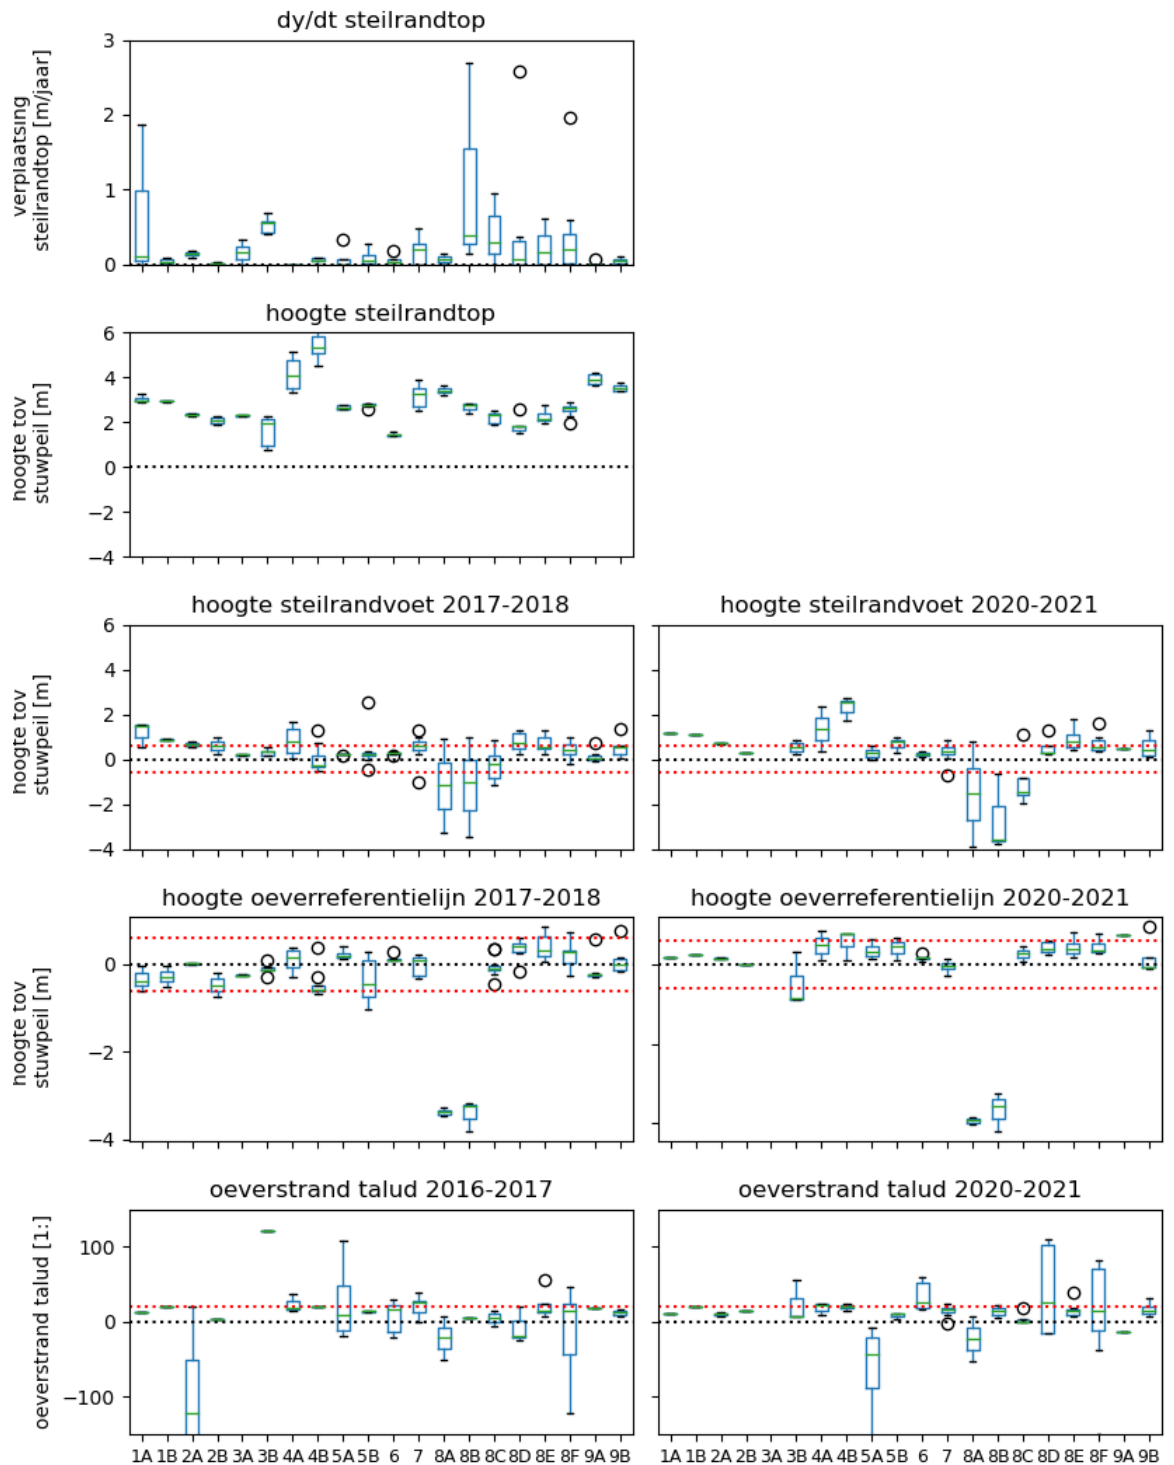 dy/dt steilrandtop
verplaatsing
steilrandtop [m/jaar]
3
2
1
0
hoogte steilrandtop
hoogte tov
stuwpeil [m]
6
4
2
0
−2
−4
hoogte steilrandvoet 2017-2018
hoogte steilrandvoet 2020-2021
hoogte tov
stuwpeil [m]
6
4
2
0
−2
−4
hoogte oeverreferentielijn 2017-2018
hoogte oeverreferentielijn 2020-2021
hoogte tov
stuwpeil [m]
0
−2
−4
oeverstrand talud 2016-2017
oeverstrand talud 2020-2021
oeverstrand talud [1:]
100
0
−100
1A 1B 2A 2B 3A 3B 4A 4B 5A 5B 6 7 8A 8B 8C 8D 8E 8F 9A 9B
1A 1B 2A 2B 3A 3B 4A 4B 5A 5B 6 7 8A 8B 8C 8D 8E 8F 9A 9B